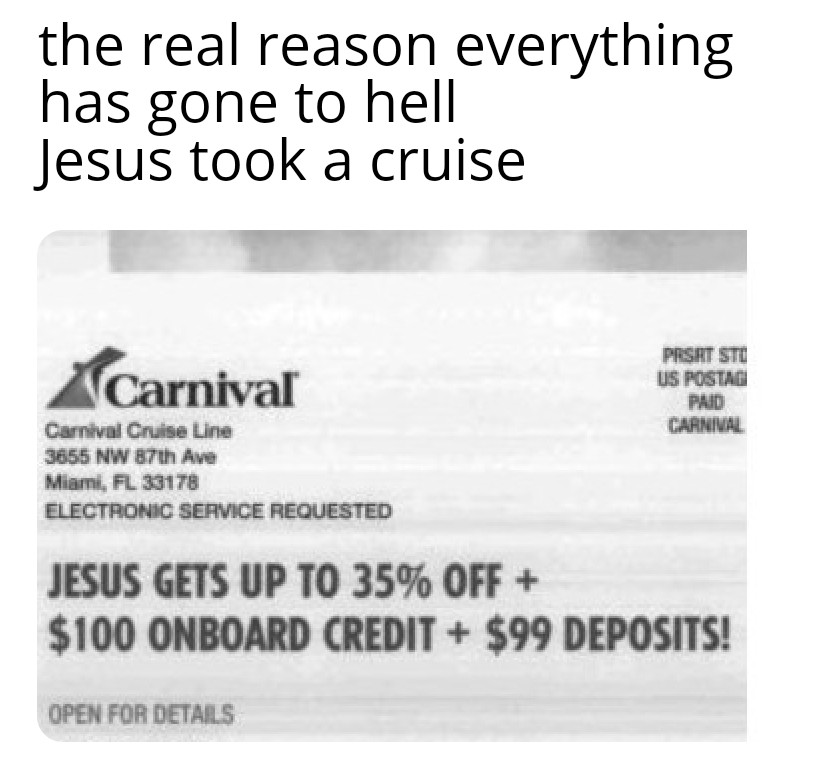 the real reason everything
has gone to hell
Jesus took a cruise
Carnival
Carnival Cruise Line
3655 NW 87th Ave
Miami, FL 33178
ELECTRONIC SERVICE REQUESTED
PRSRT STD
US POSTAG
PAID
CARNIVAL
JESUS GETS UP TO 35% OFF +
$100 ONBOARD CREDIT + $99 DEPOSITS!
OPEN FOR DETAILS